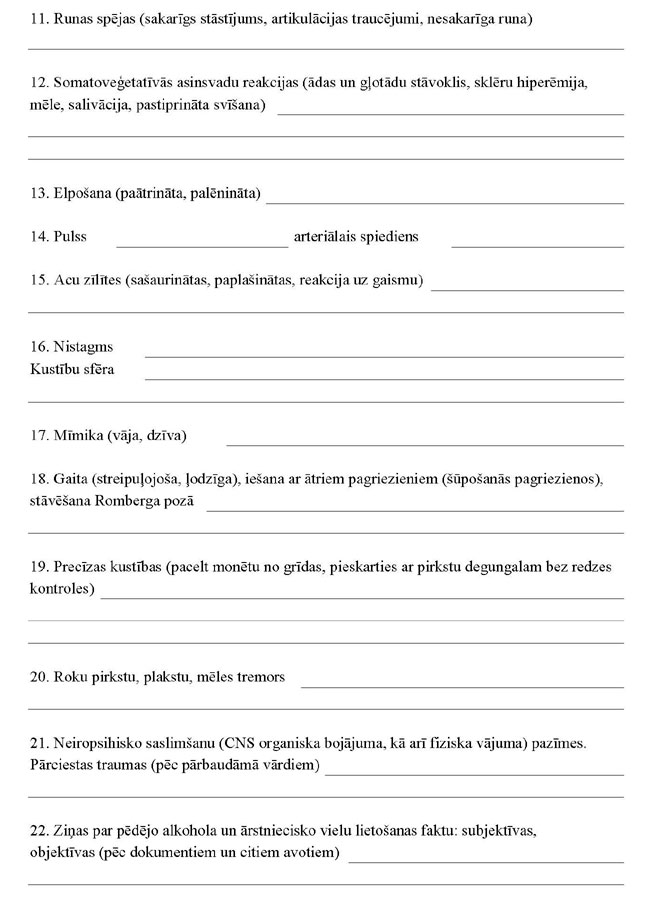 11. Runas spējas (sakarīgs stāstījums, artikulācijas traucējumi, nesakarīga runa)
12. Somatoveģetatīvās asinsvadu reakcijas (ādas un gļotādu stāvoklis, sklēru hiperēmija,
mēle, salivācija, pastiprināta svīšana)
13. Elpošana (paātrināta, palēnināta)
14. Pulss arteriālais spiediens
15. Acu zīlītes (sašaurinātas, paplašinātas, reakcija uz gaismu)
16. Nistagms
Kustību sfēra
17. Mīmika (vāja, dzīva)
18. Gaita (streipuļojoša, ļodzīga), iešana ar ātriem pagriezieniem (šūpošanās pagriezienos),
stāvēšana Romberga pozā
19. Precīzas kustības (pacelt monētu no grīdas, pieskarties ar pirkstu degungalam bez redzes
kontroles)
20. Roku pirkstu, plakstu, mēles tremors
21. Neiropsihisko saslimšanu (CNS organiska bojājuma, kā arī fiziska vājuma) pazīmes.
Pārciestas traumas (pēc pārbaudāmā vārdiem)
22. Ziņas par pēdējo alkohola un ārstniecisko vielu lietošanas faktu: subjektīvas,
objektīvas (pēc dokumentiem un citiem avotiem)